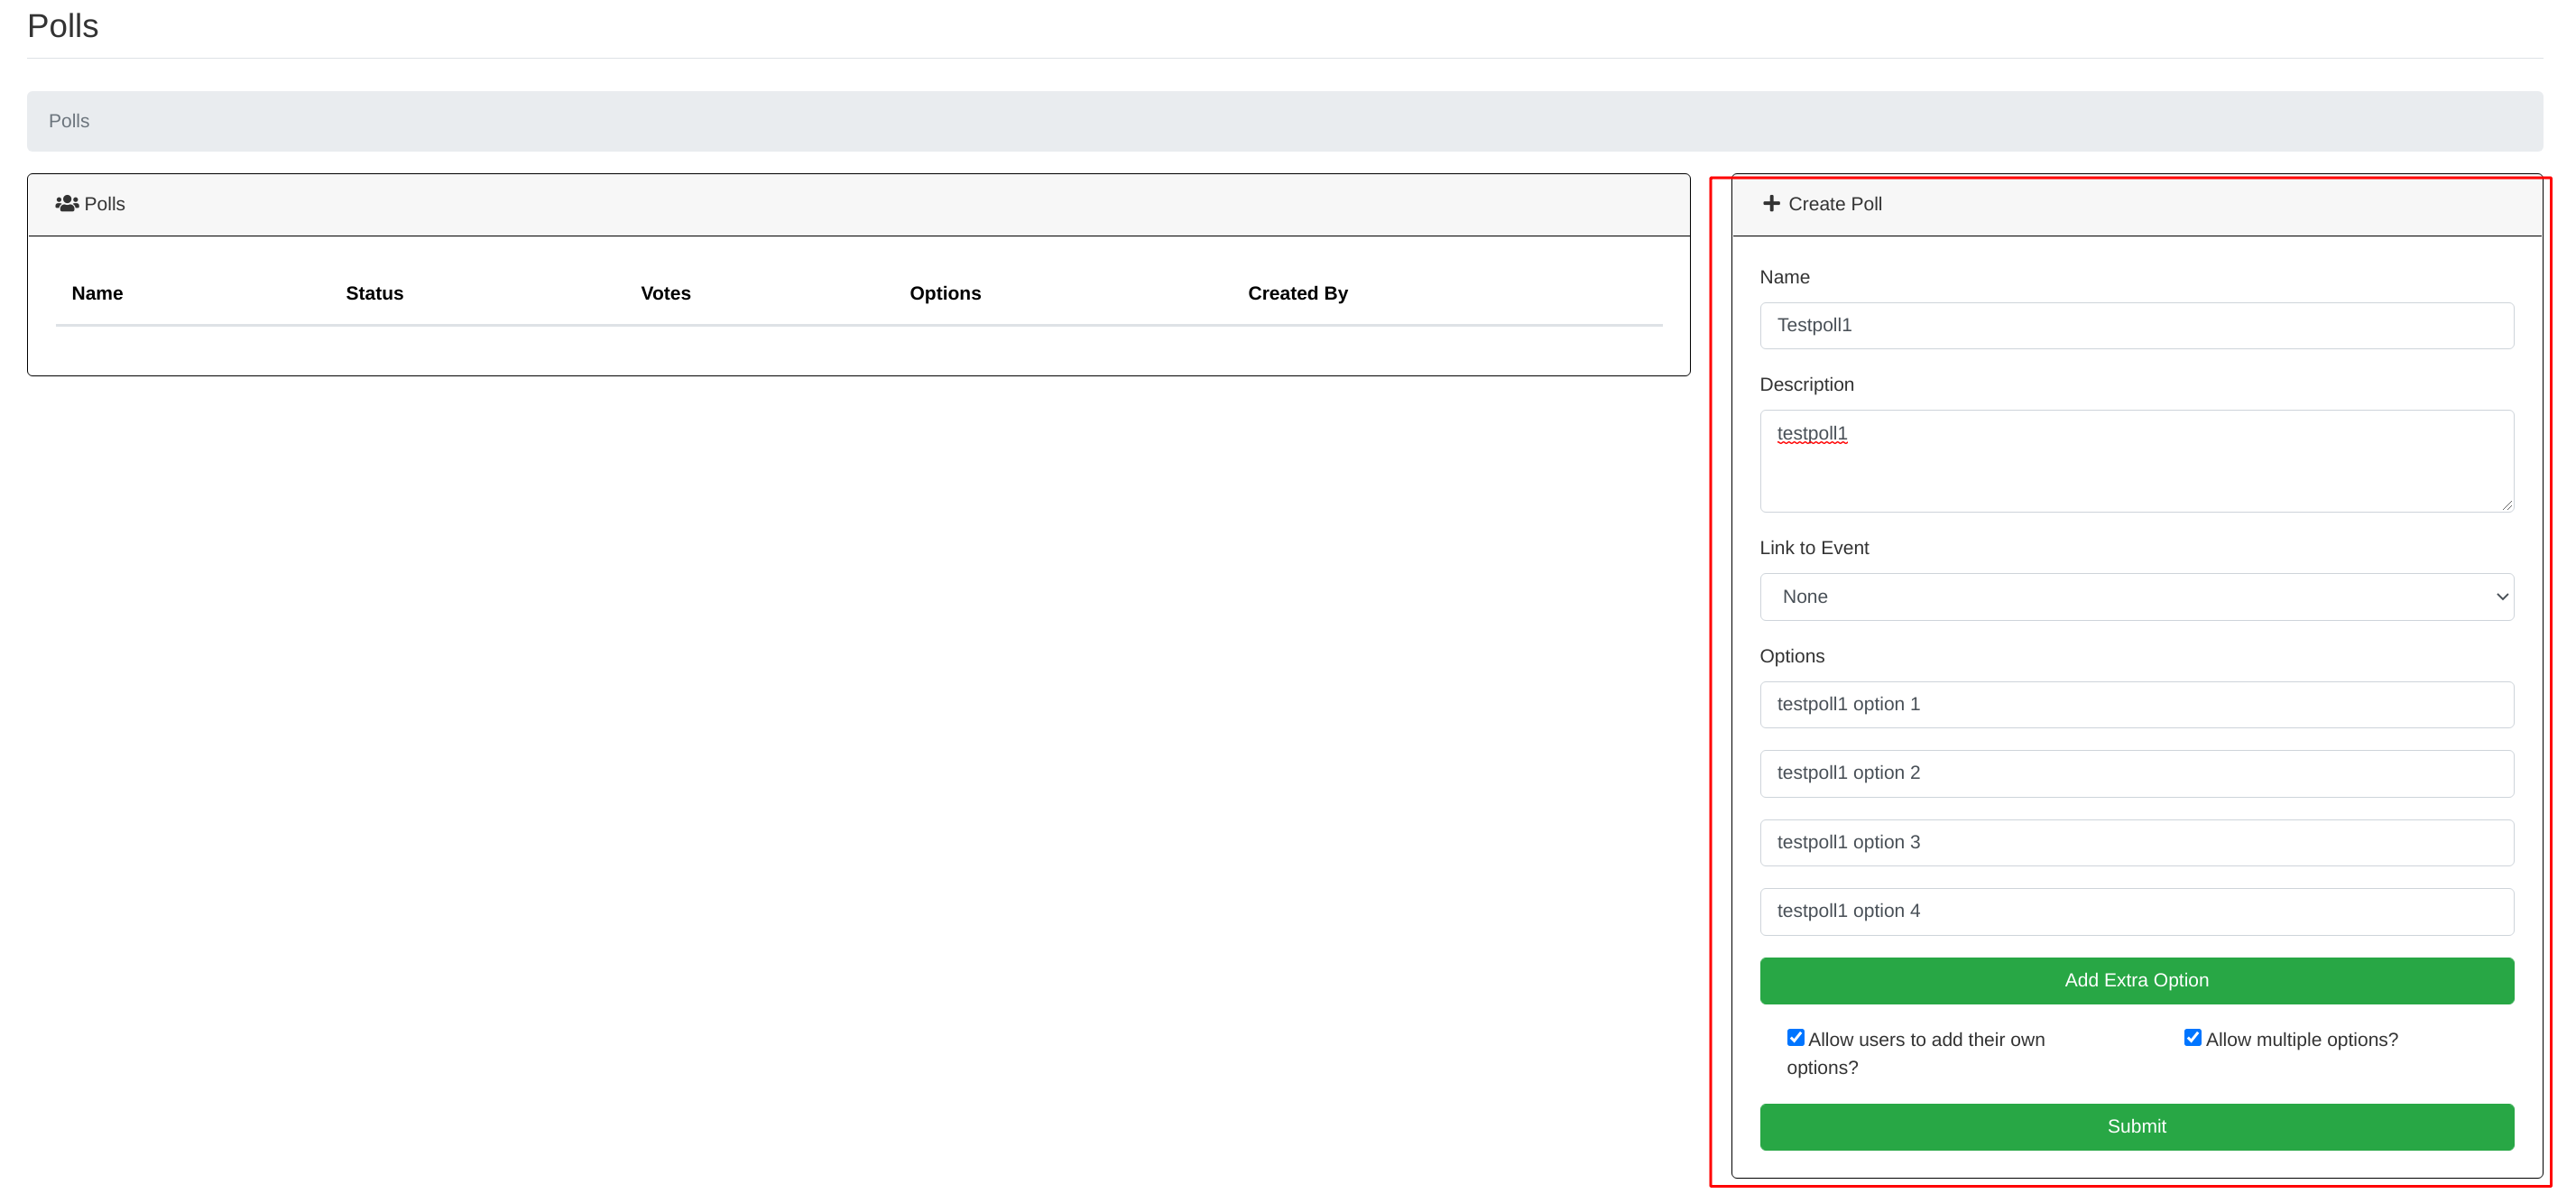 Polls
Polls
Polls
Name Status Votes Options Created By
Create Poll
Name
Testpoll1
Description
testpoll1
Link to Event
None
Options
testpoll1 option 1
testpoll1 option 2
testpoll1 option 3
testpoll1 option 4
Add Extra Option
Allow users to add their own
options?
Allow multiple options?
Submit